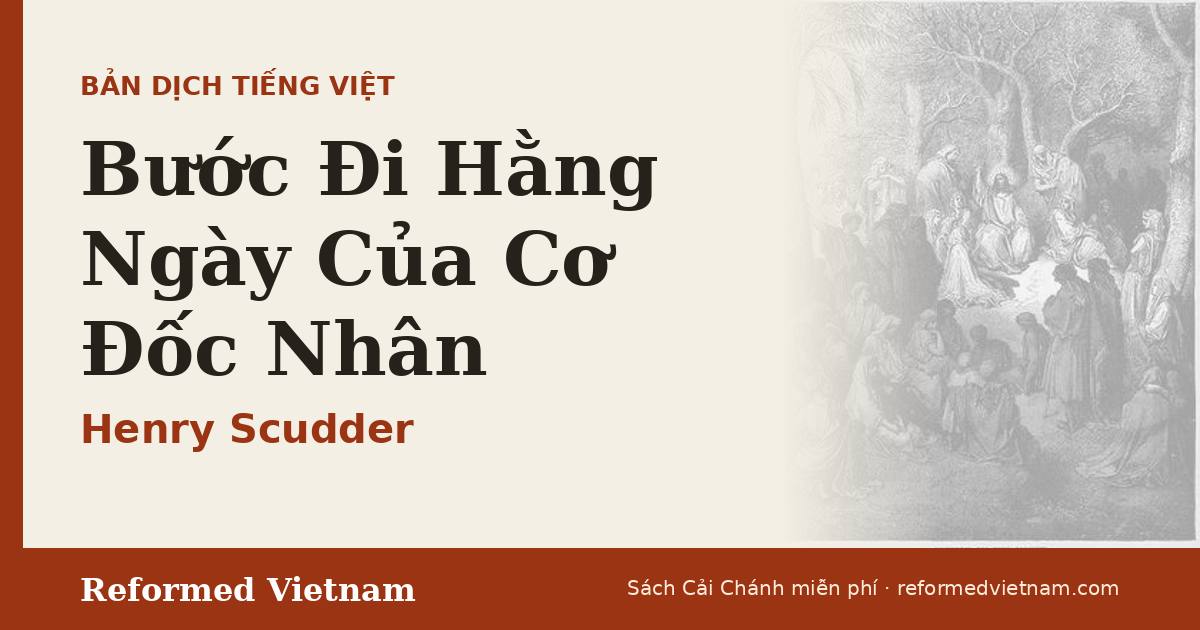 BẢN DỊCH TIẾNG VIỆT
Bước Đi Hằng
Ngày Của Cơ
Đốc Nhân
Henry Scudder
Reformed Vietnam
Sách Cải Chánh miễn phí · reformedvietnam.com